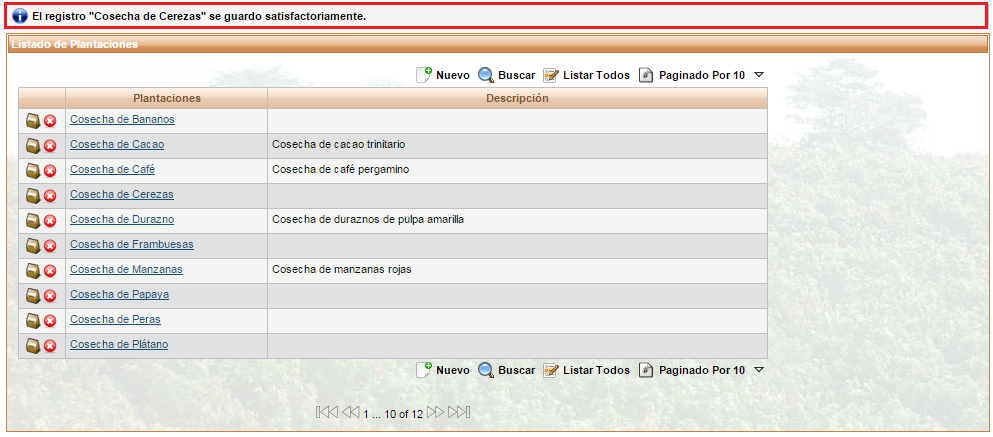 El registro "Cosecha de Cerezas" se guardo satisfactoriamente.
Listado de Plantaciones
Nuevo Buscar Listar Todos Paginado Por 10
Plantaciones Descripción
Cosecha de Bananos
Cosecha de Cacao Cosecha de cacao trinitario
Cosecha de Café Cosecha de café pergamino
Cosecha de Cerezas
Cosecha de Durazno Cosecha de duraznos de pulpa amarilla
Cosecha de Frambuesas
Cosecha de Manzanas Cosecha de manzanas rojas
Cosecha de Papaya
Cosecha de Peras
Cosecha de Plátano
Nuevo Buscar Listar Todos Paginado Por 10
1 ... 10 of 12